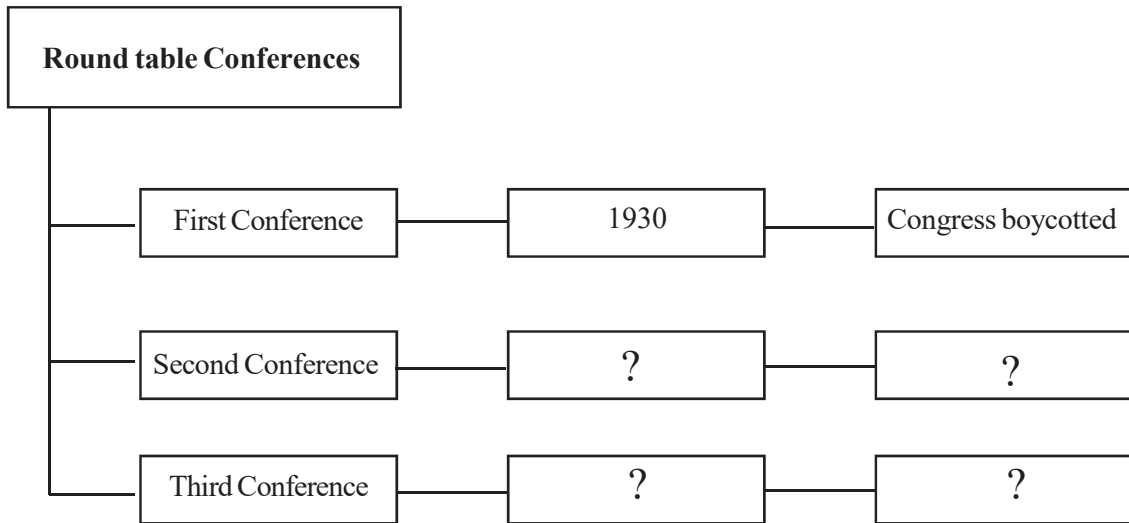 Round table Conferences
First Conference 1930 Congress boycotted
Second Conference ? ?
Third Conference ? ?